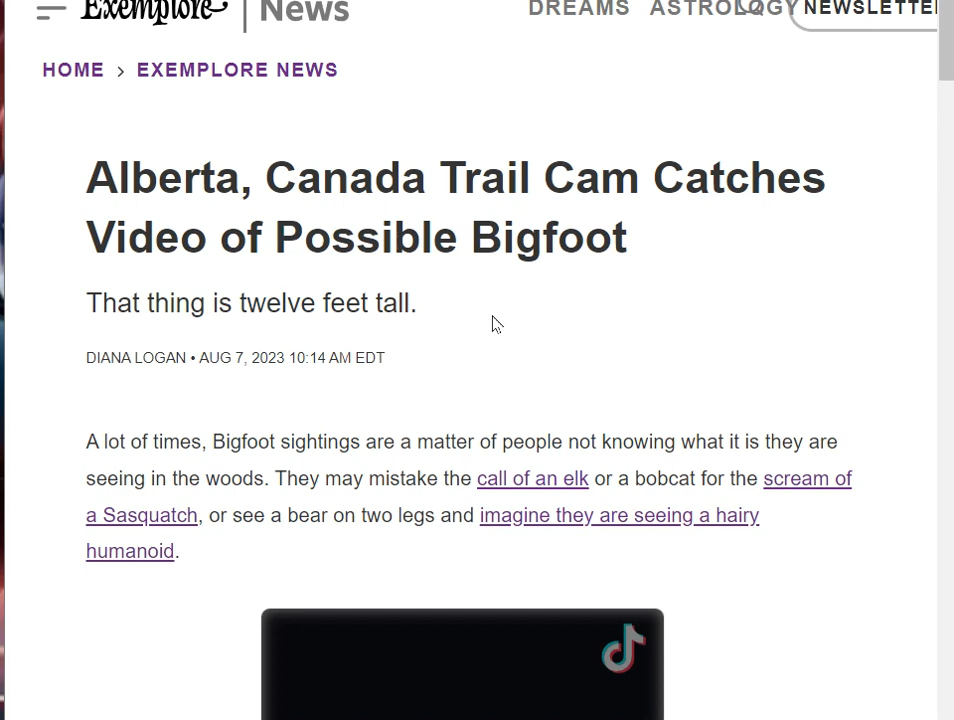 Exemplore | News
DREAMS ASTROLOGY NEWSLETTE
HOME > EXEMPLORE NEWS
Alberta, Canada Trail Cam Catches
Video of Possible Bigfoot
That thing is twelve feet tall.
DIANA LOGAN • AUG 7, 2023 10:14 AM EDT
A lot of times, Bigfoot sightings are a matter of people not knowing what it is they are
seeing in the woods. They may mistake the call of an elk or a bobcat for the scream of
a Sasquatch, or see a bear on two legs and imagine they are seeing a hairy
humanoid.